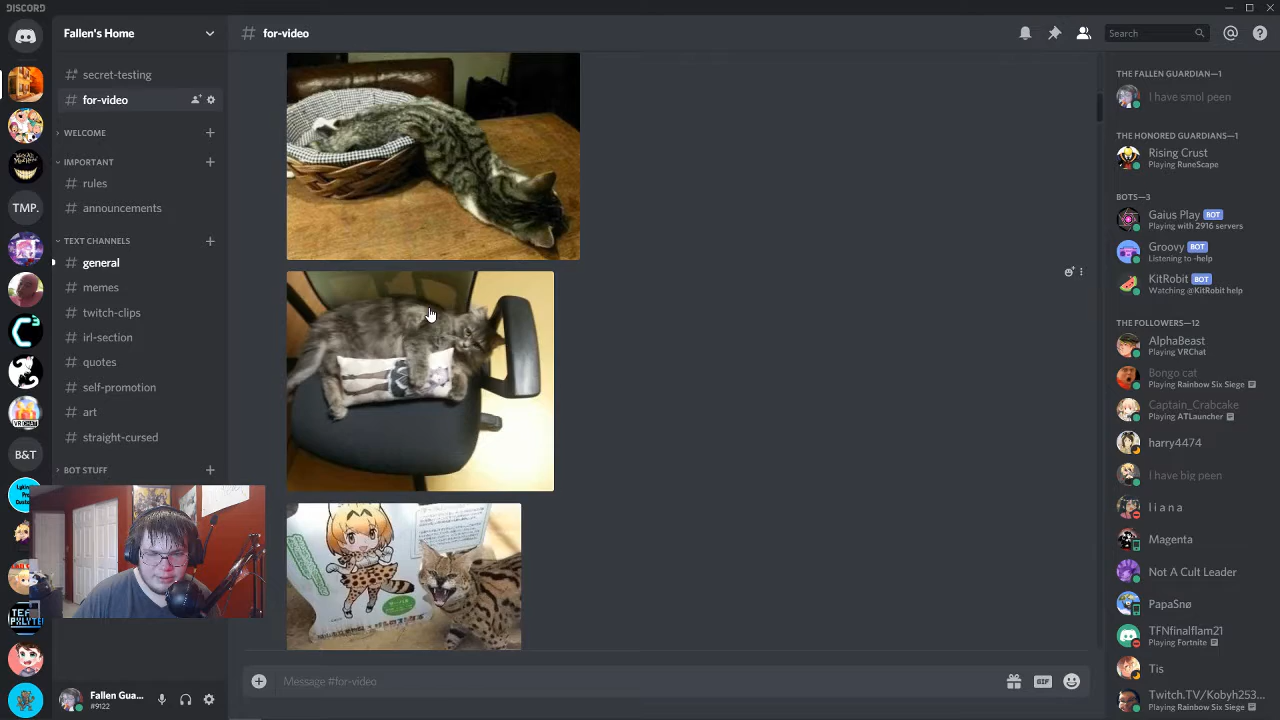 DISCORD
Fallen's Home
for-video
Search
secret-testing
for-video
WELCOME
IMPORTANT
rules
announcements
TEXT CHANNELS
general
memes
twitch-clips
irl-section
quotes
self-promotion
art
straight-cursed
BOT STUFF
TMP.
B&T
Fallen Gua...
#9122
Message #for-video
GIF
THE FALLEN GUARDIAN—1
I have smol peen
THE HONORED GUARDIANS—1
Rising Crust
Playing RuneScape
BOTS—3
Gaius Play BOT
Playing with 2916 servers
Groovy BOT
Listening to -help
KitRobit BOT
Watching @KitRobit help
THE FOLLOWERS—12
AlphaBeast
Playing VRChat
Bongo cat
Playing Rainbow Six Siege
Captain_Crabcake
Playing ATLauncher
harry4474
I have big peen
l i a n a
Magenta
Not A Cult Leader
PapaSnø
TFNfinalflam21
Playing Fortnite
Tis
Twitch.TV/Kobyh253...
Playing Rainbow Six Siege